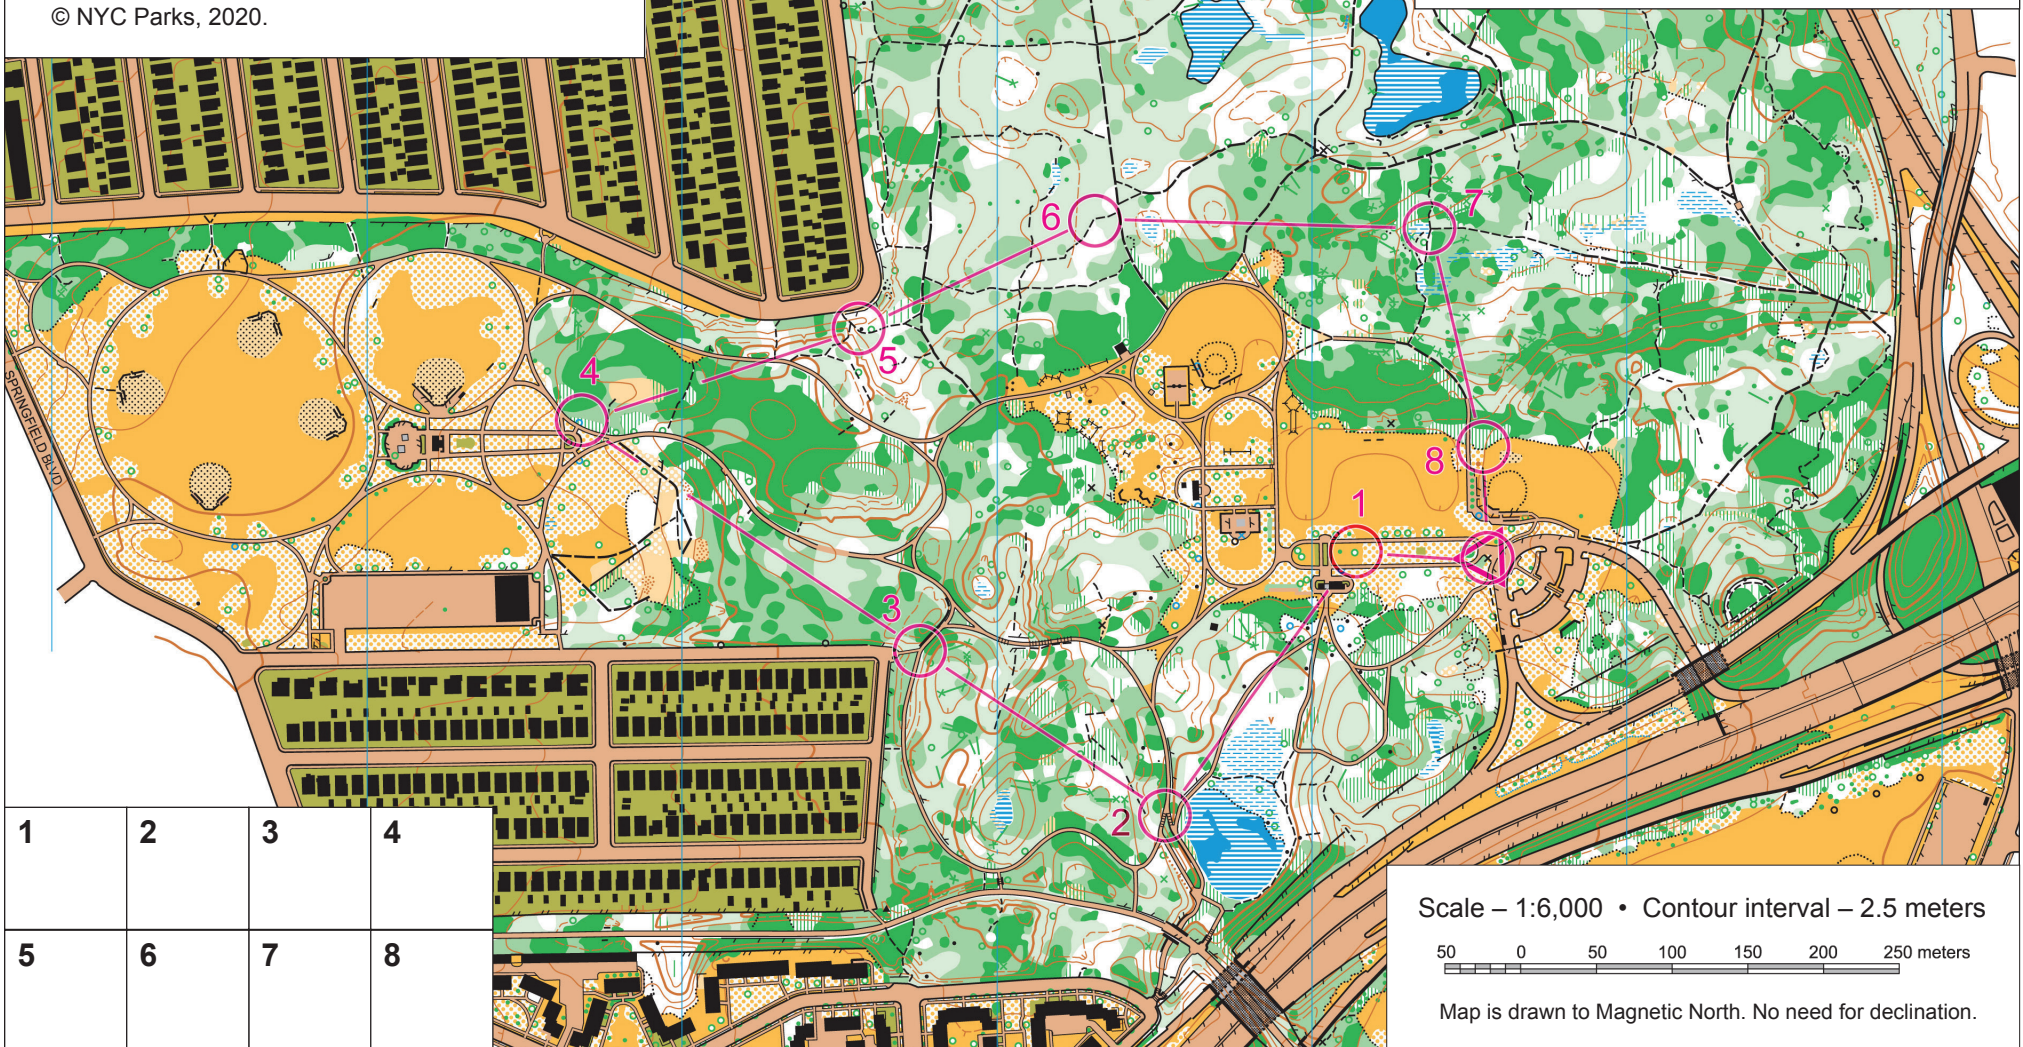 © NYC Parks, 2020.
6
7
4
5
SPRINGFIELD BLVD
8
1
3
2
1 2 3 4
5 6 7 8
Scale – 1:6,000 • Contour interval – 2.5 meters
50 0 50 100 150 200 250 meters
Map is drawn to Magnetic North. No need for declination.